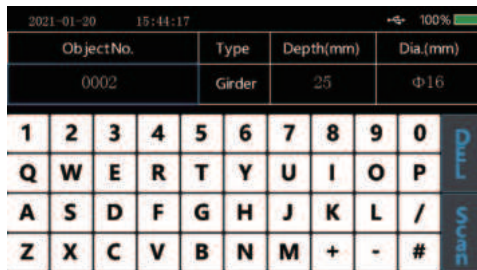 2021-01-20 15:44:17 100%
ObjectNo. Type Depth(mm) Dia.(mm)
0002 Girder 25 Φ16
1 2 3 4 5 6 7 8 9 0
Q W E R T Y U I O P
DEL
A S D F G H J K L /
Z X C V B N M + - #
Scan